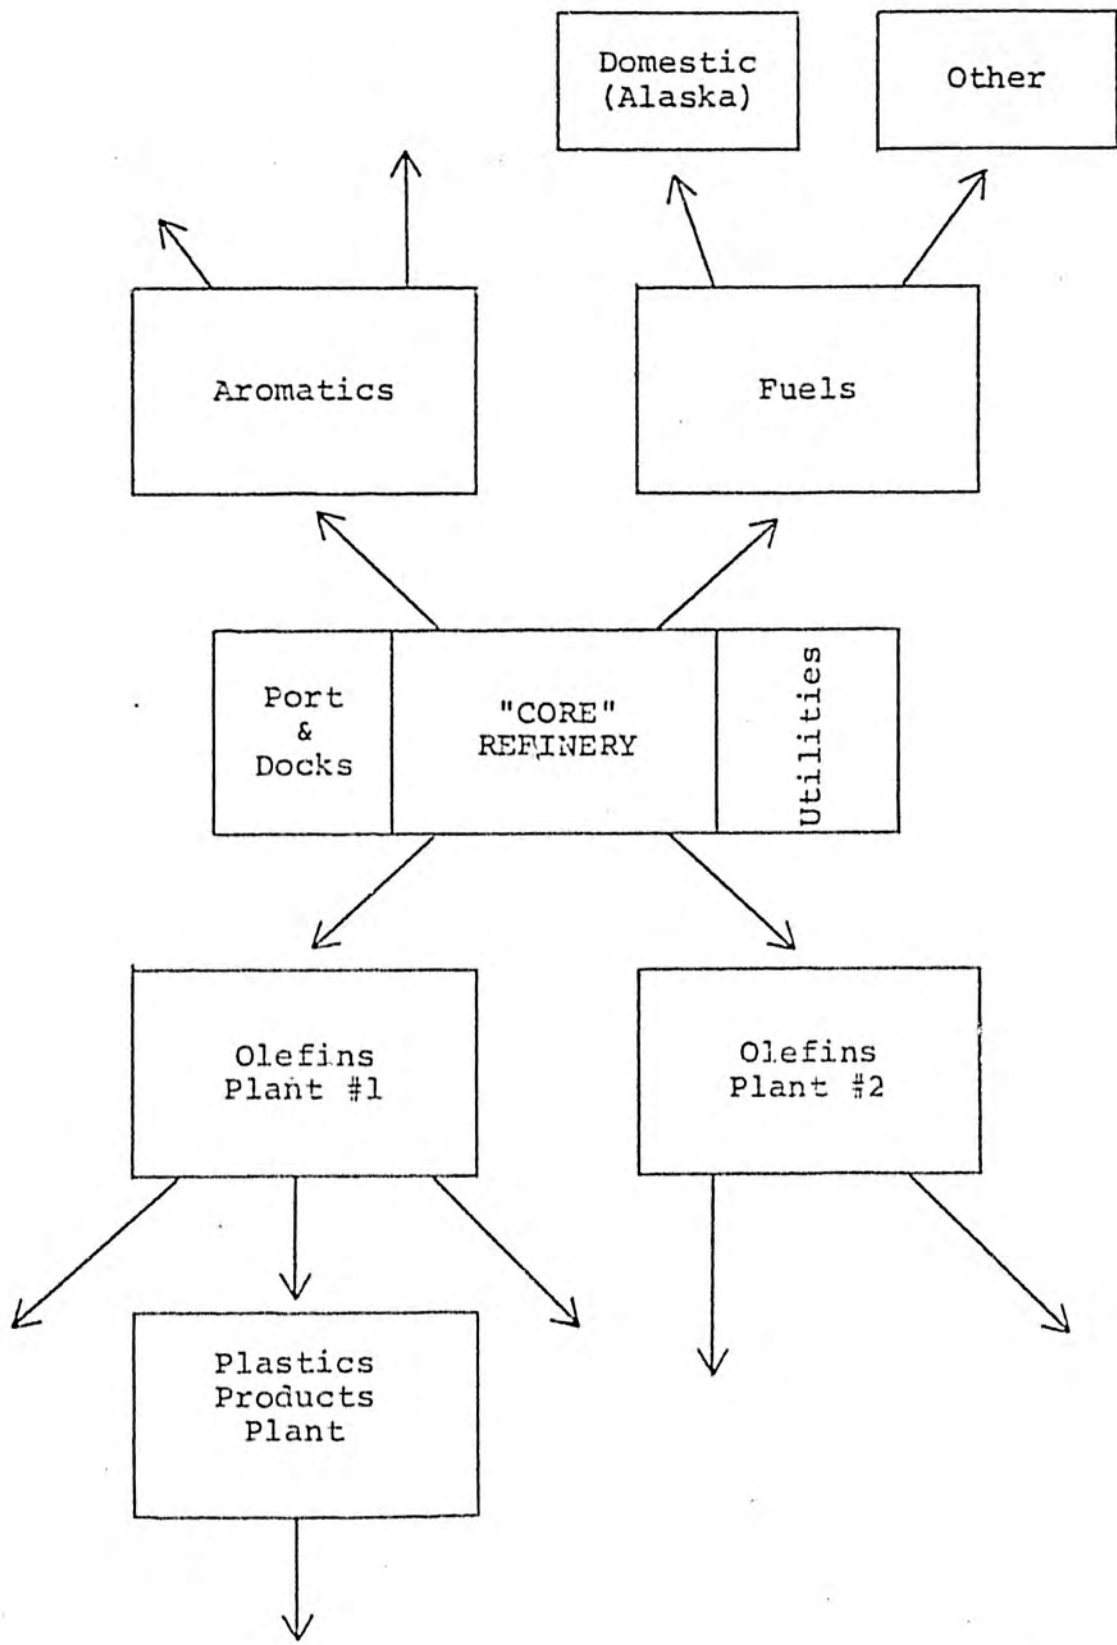 Domestic
(Alaska)
Other
Aromatics
Fuels
Port
&
Docks
"CORE"
REFINERY
Utilities
Olefins
Plant #1
Olefins
Plant #2
Plastics
Products
Plant